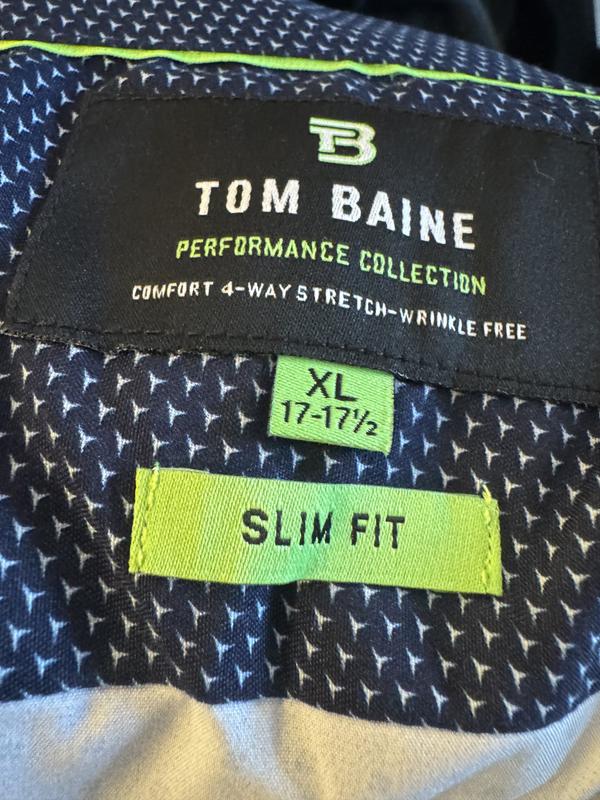 TB
TOM BAINE
PERFORMANCE COLLECTION
COMFORT 4-WAY STRETCH-WRINKLE FREE
XL
17-17½
SLIM FIT